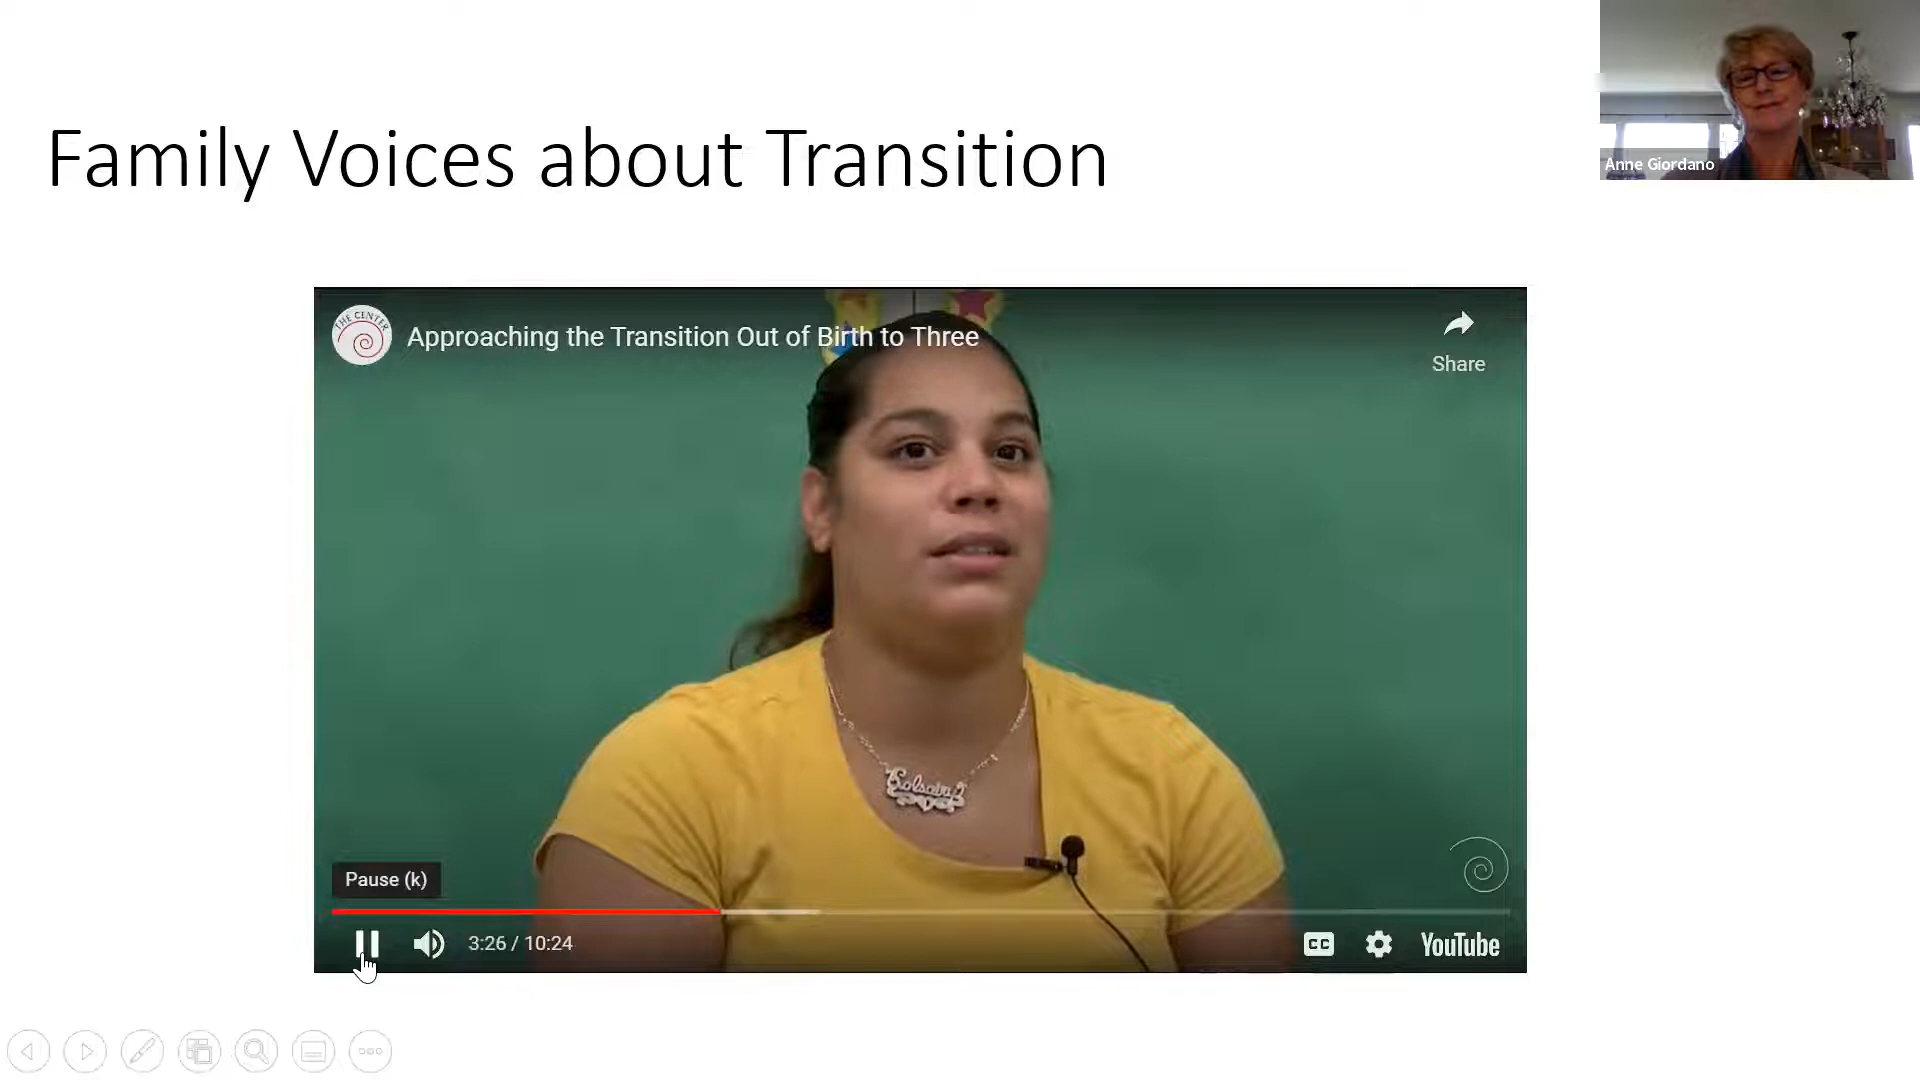 Anne Giordano
Family Voices about Transition
THE CENTER
Approaching the Transition Out of Birth to Three
Share
Pause (k)
3:26 / 10:24
CC
YouTube